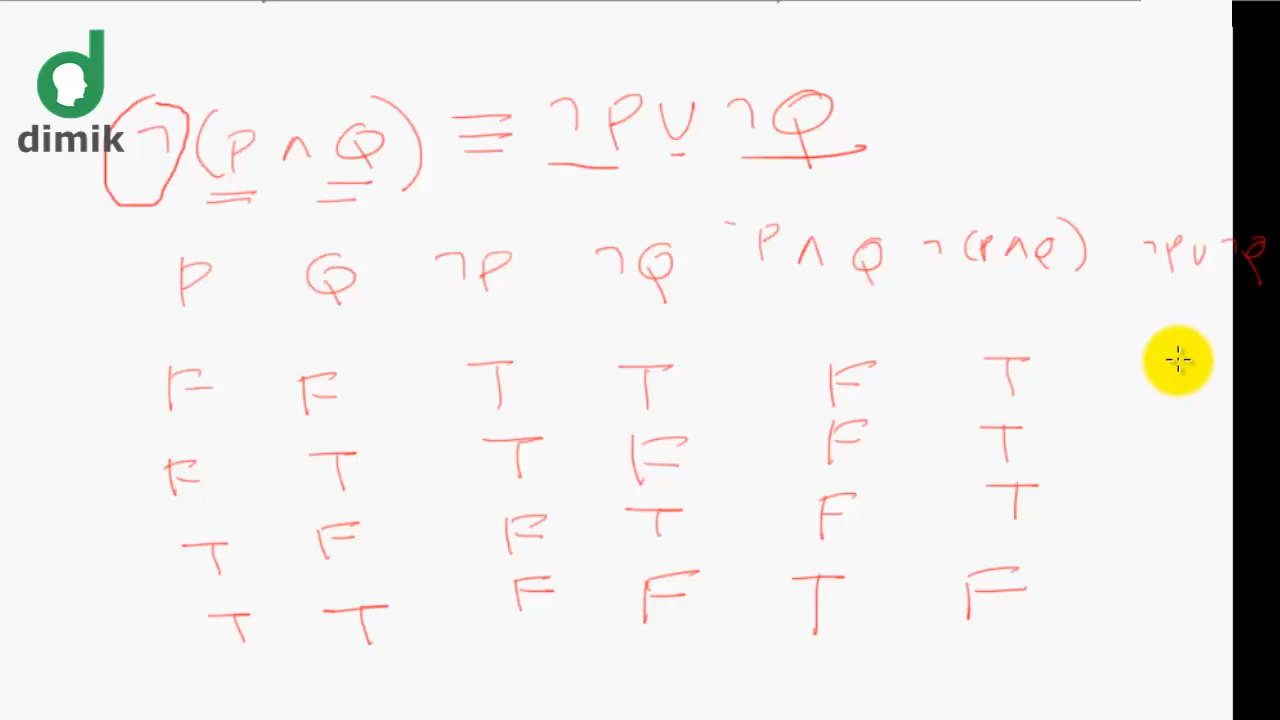 dimik
¬(P ∧ Q) ≡ ¬P ∨ ¬Q
P Q ¬P ¬Q P ∧ Q ¬(P ∧ Q) ¬P ∨ ¬Q
F F T T F T
F T T F F T
T F F T F T
T T F F T F